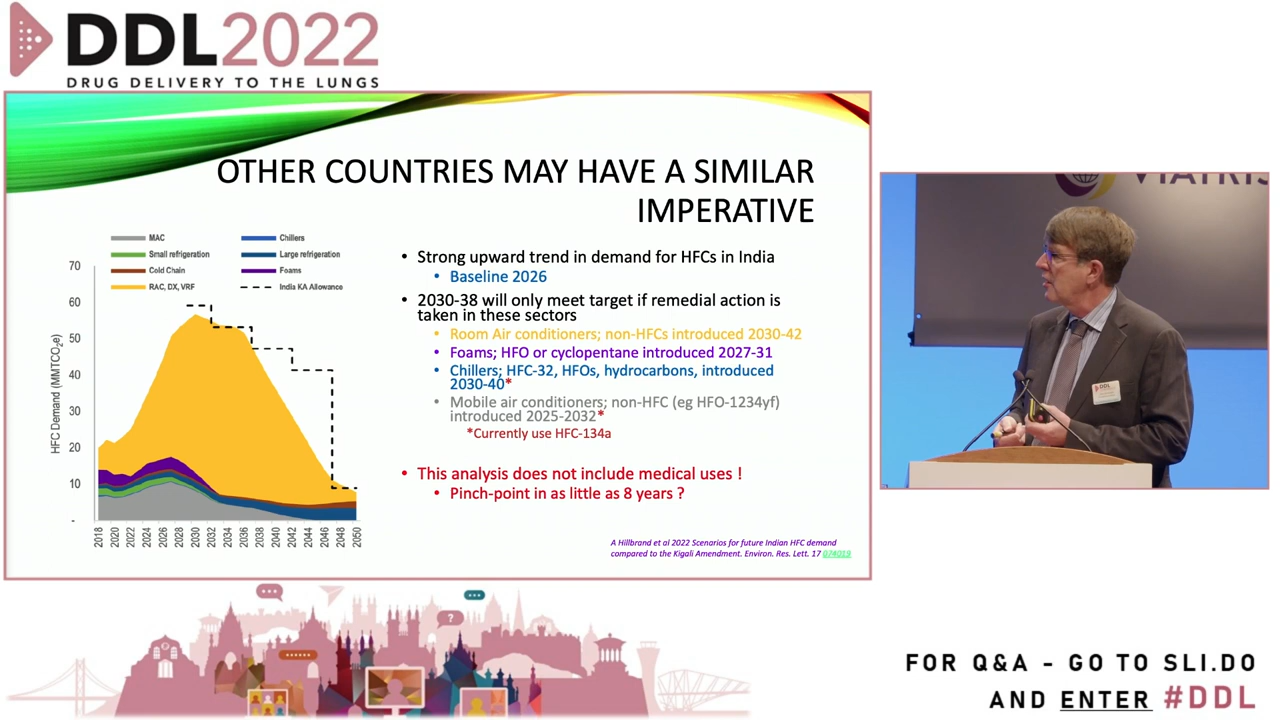 DDL2022
DRUG DELIVERY TO THE LUNGS
OTHER COUNTRIES MAY HAVE A SIMILAR
IMPERATIVE
MAC
Chillers
Small refrigeration
Large refrigeration
Cold Chain
Foams
RAC, DX, VRF
India KA Allowance
HFC Demand (MMTCO2e)
70
60
50
40
30
20
10
-
2018 2020 2022 2024 2026 2028 2030 2032 2034 2036 2038 2040 2042 2044 2046 2048 2050
• Strong upward trend in demand for HFCs in India
• Baseline 2026
• 2030-38 will only meet target if remedial action is
taken in these sectors
• Room Air conditioners; non-HFCs introduced 2030-42
• Foams; HFO or cyclopentane introduced 2027-31
• Chillers; HFC-32, HFOs, hydrocarbons, introduced
2030-40*
• Mobile air conditioners; non-HFC (eg HFO-1234yf)
introduced 2025-2032*
*Currently use HFC-134a
• This analysis does not include medical uses !
• Pinch-point in as little as 8 years ?
A Hillbrand et al 2022 Scenarios for future Indian HFC demand
compared to the Kigali Amendment. Environ. Res. Lett. 17 074019
VIATRIS
DDL
?
FOR Q&A - GO TO SLI.DO
AND ENTER #DDL